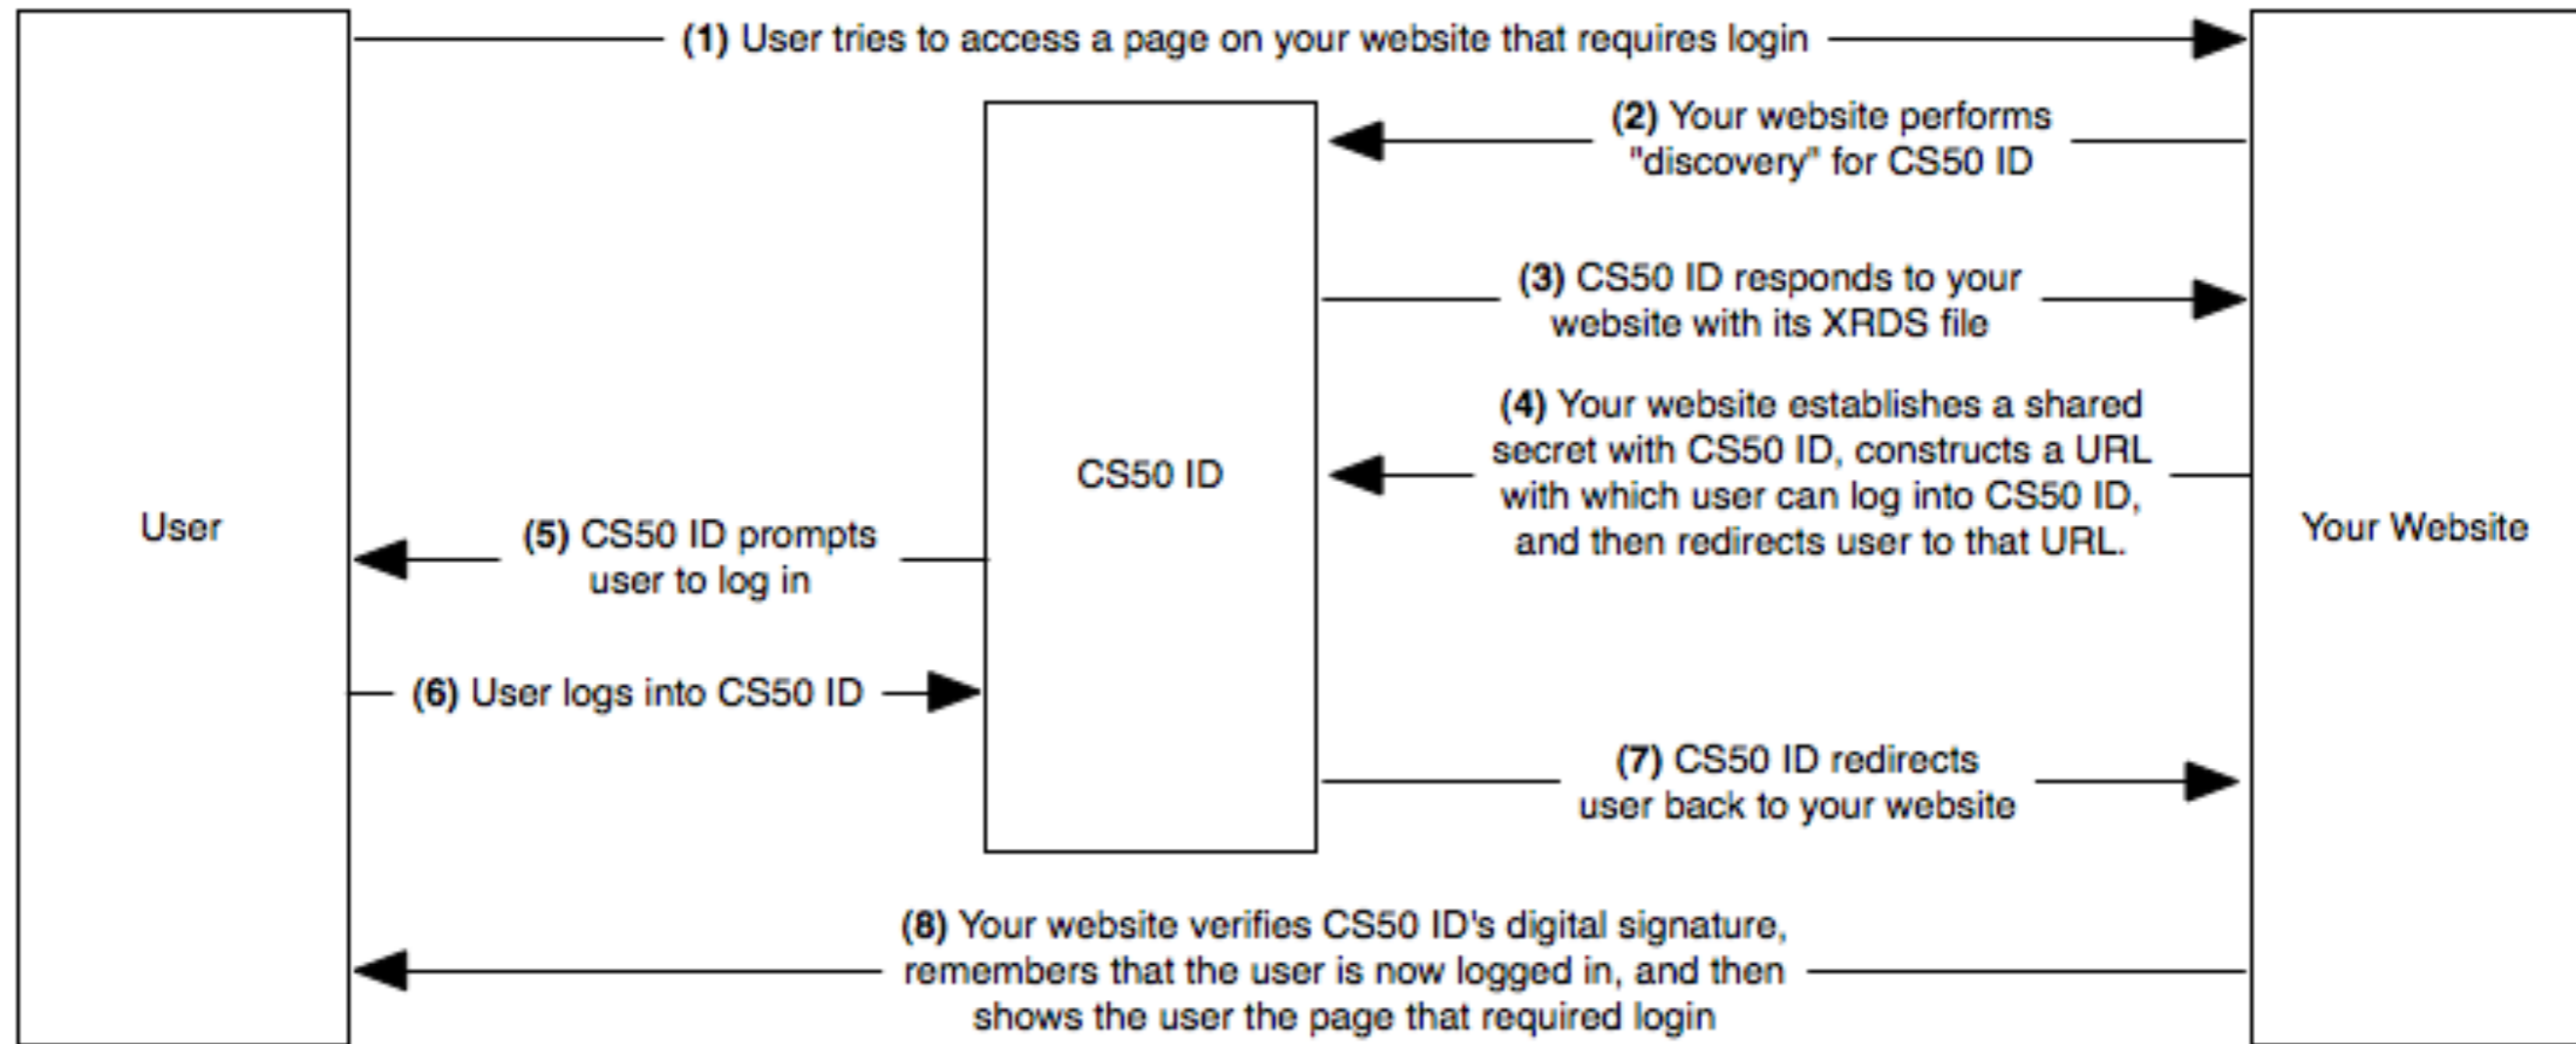 (1) User tries to access a page on your website that requires login
(2) Your website performs
"discovery" for CS50 ID
(3) CS50 ID responds to your
website with its XRDS file
(4) Your website establishes a shared
secret with CS50 ID, constructs a URL
with which user can log into CS50 ID,
and then redirects user to that URL.
CS50 ID
User
Your Website
(5) CS50 ID prompts
user to log in
(6) User logs into CS50 ID
(7) CS50 ID redirects
user back to your website
(8) Your website verifies CS50 ID's digital signature,
remembers that the user is now logged in, and then
shows the user the page that required login